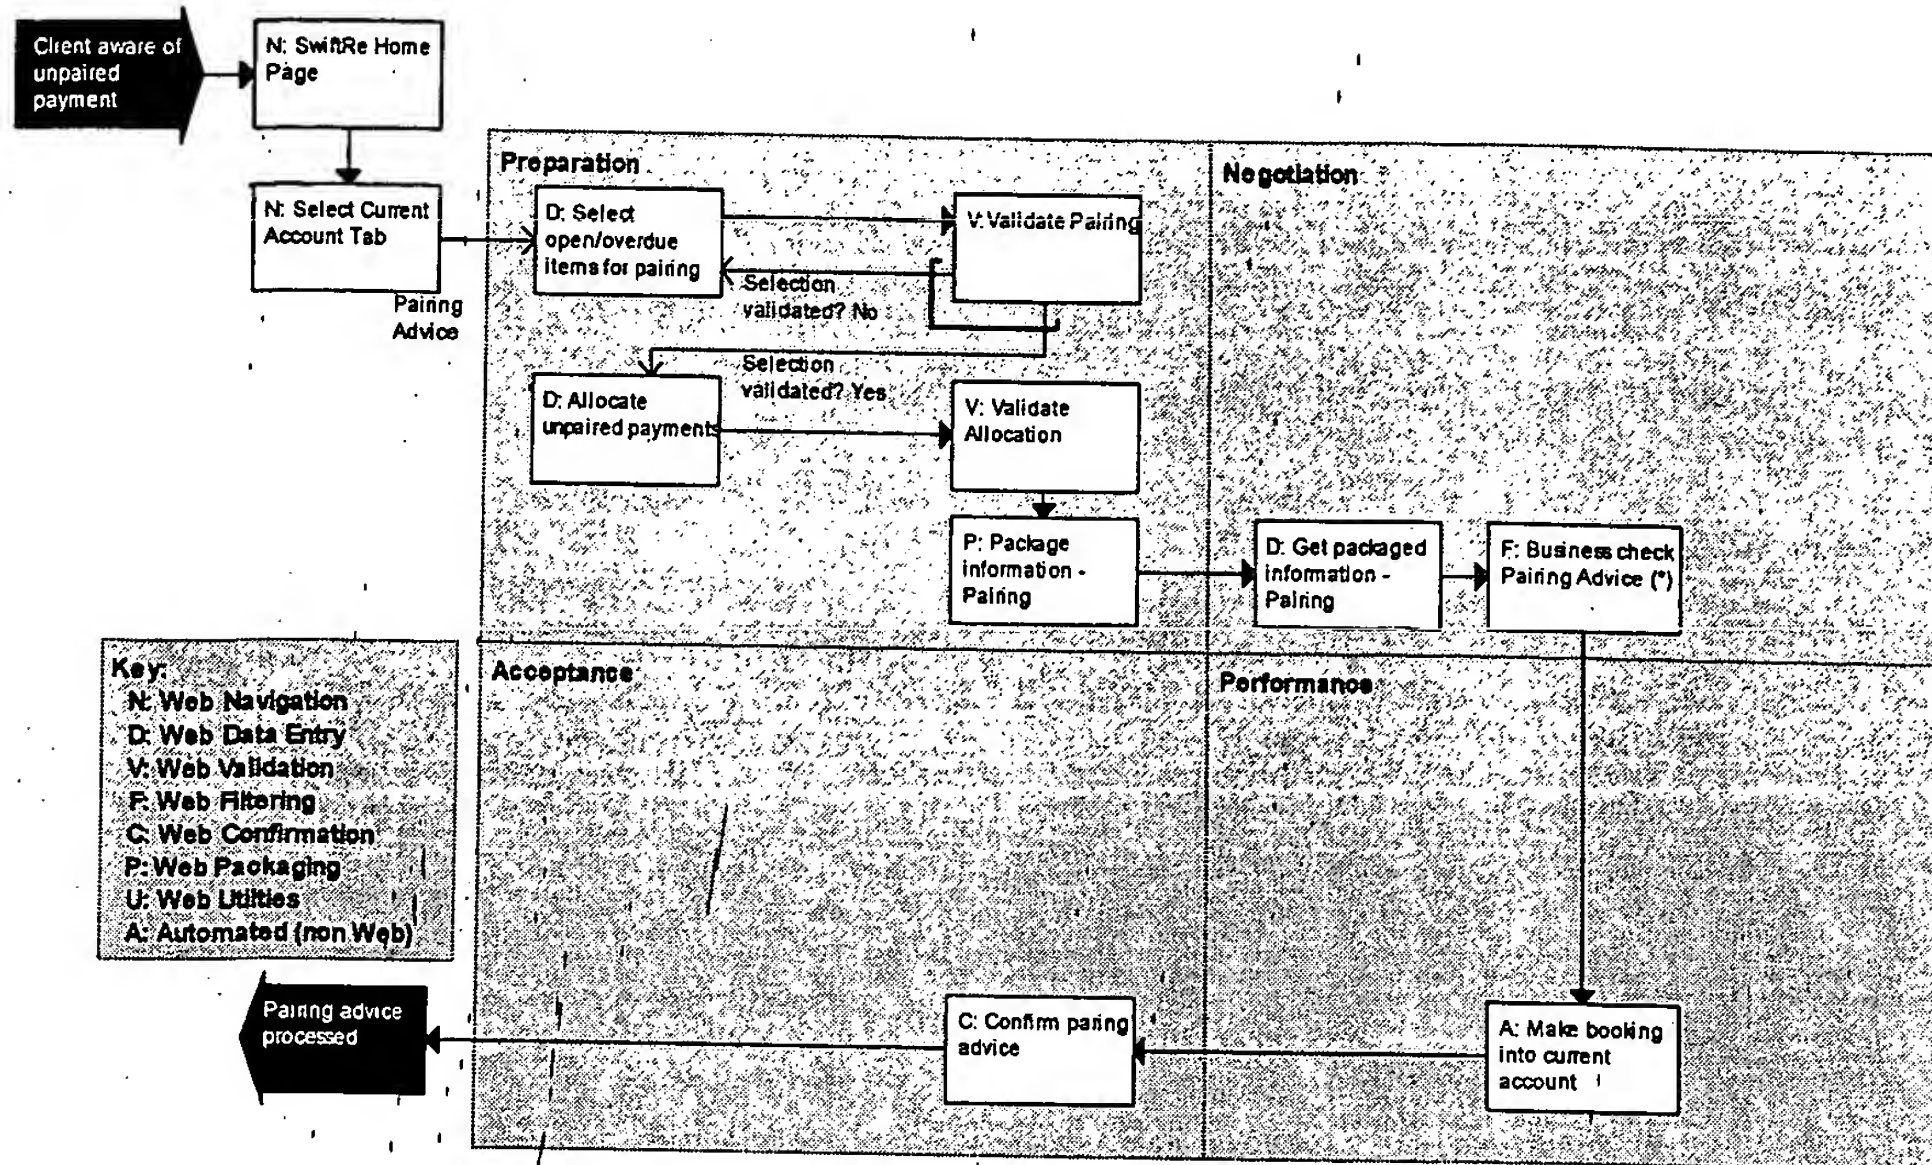 Client aware of
unpaired
payment
N: SwiftRe Home
Page
N: Select Current
Account Tab
Pairing
Advice
Preparation
D: Select
open/overdue
items for pairing
V: Validate Pairing
Selection
validated? No
Selection
validated? Yes
D: Allocate
unpaired payments
V: Validate
Allocation
P: Package
information -
Pairing
Negotiation
D: Get packaged
information -
Pairing
F: Business check
Pairing Advice (*)
Key:
N: Web Navigation
D: Web Data Entry
V: Web Validation
F: Web Filtering
C: Web Confirmation
P: Web Packaging
U: Web Utilities
A: Automated (non Web)
Acceptance
Performance
Pairing advice
processed
C: Confirm paring
advice
A: Make booking
into current
account